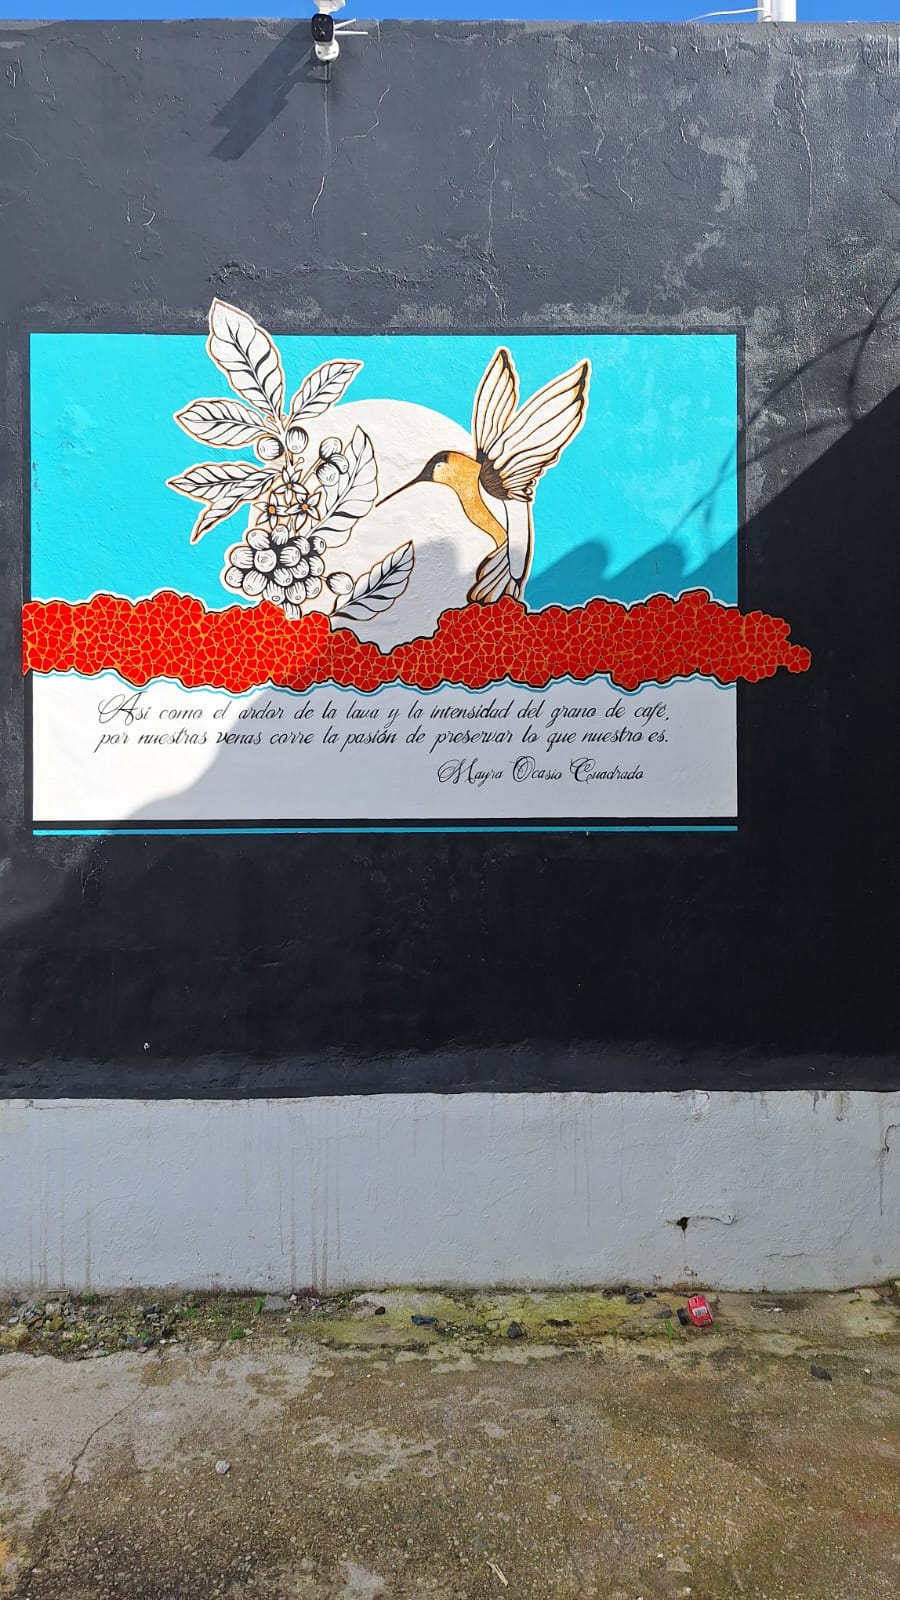 Así como el ardor de la lava y la intensidad del grano de café,
por nuestras venas corre la pasión de preservar lo que nuestro es.
Mayra Ocasio Cuadrado